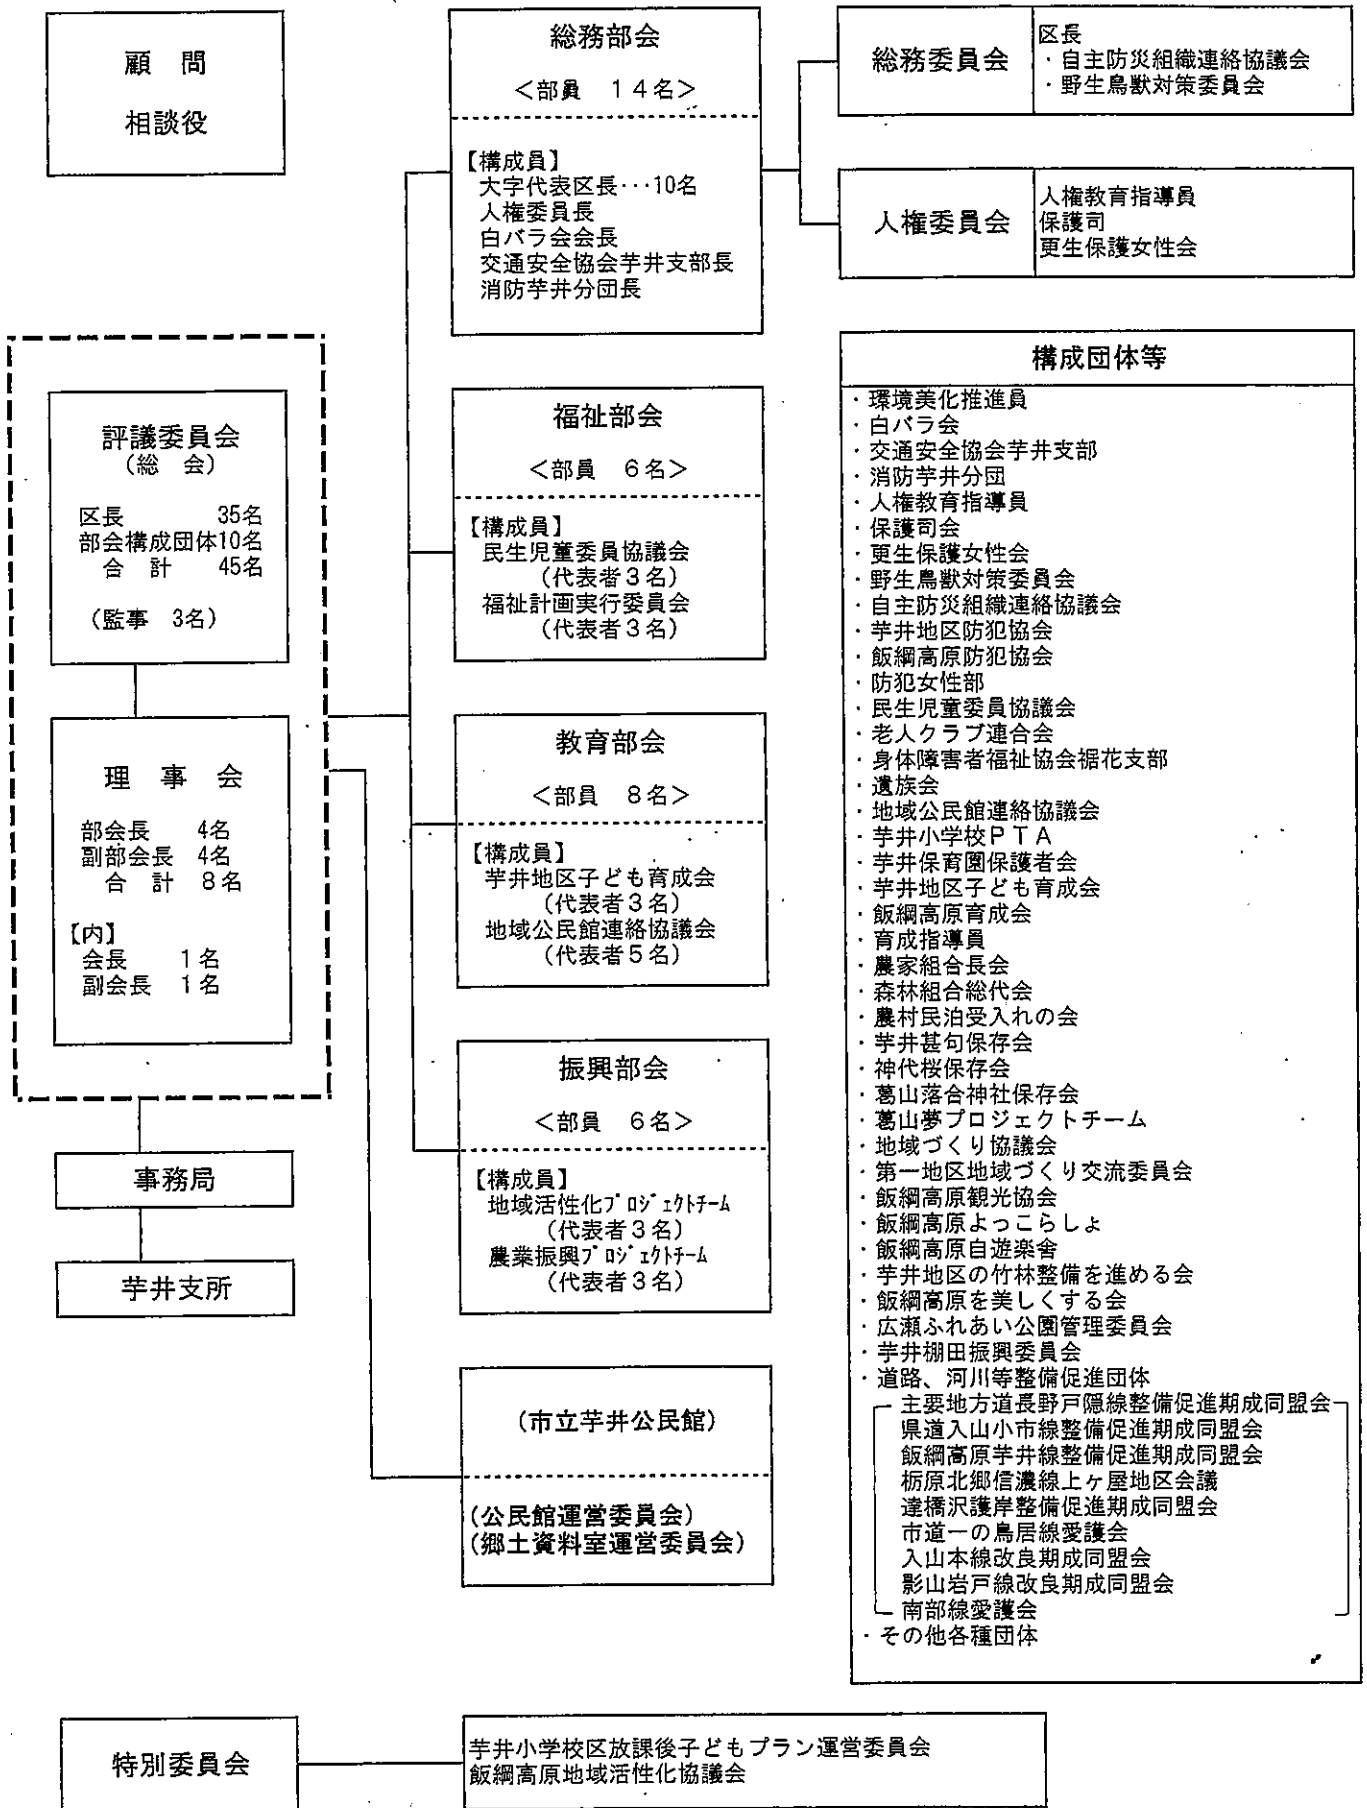 顧　問
相談役
評議委員会
（総　会）
区長　　　　　35名
部会構成団体10名
合　計　　45名
（監事　3名）
理　事　会
部会長　　4名
副部会長　4名
合　計　8名
【内】
会長　　1名
副会長　1名
事務局
芋井支所
総務部会
＜部員　14名＞
【構成員】
大字代表区長…10名
人権委員長
白バラ会会長
交通安全協会芋井支部長
消防芋井分団長
福祉部会
＜部員　6名＞
【構成員】
民生児童委員協議会
（代表者3名）
福祉計画実行委員会
（代表者3名）
教育部会
＜部員　8名＞
【構成員】
芋井地区子ども育成会
（代表者3名）
地域公民館連絡協議会
（代表者5名）
振興部会
＜部員　6名＞
【構成員】
地域活性化ﾌﾟﾛｼﾞｪｸﾄﾁｰﾑ
（代表者3名）
農業振興ﾌﾟﾛｼﾞｪｸﾄﾁｰﾑ
（代表者3名）
（市立芋井公民館）
（公民館運営委員会）
（郷土資料室運営委員会）
総務委員会
区長
・自主防災組織連絡協議会
・野生鳥獣対策委員会
人権委員会
人権教育指導員
保護司
更生保護女性会
構成団体等
・環境美化推進員
・白バラ会
・交通安全協会芋井支部
・消防芋井分団
・人権教育指導員
・保護司会
・更生保護女性会
・野生鳥獣対策委員会
・自主防災組織連絡協議会
・芋井地区防犯協会
・飯綱高原防犯協会
・防犯女性部
・民生児童委員協議会
・老人クラブ連合会
・身体障害者福祉協会裾花支部
・遺族会
・地域公民館連絡協議会
・芋井小学校ＰＴＡ
・芋井保育園保護者会
・芋井地区子ども育成会
・飯綱高原育成会
・育成指導員
・農家組合長会
・森林組合総代会
・農村民泊受入れの会
・芋井甚句保存会
・神代桜保存会
・葛山落合神社保存会
・葛山夢プロジェクトチーム
・地域づくり協議会
・第一地区地域づくり交流委員会
・飯綱高原観光協会
・飯綱高原よっこらしょ
・飯綱高原自遊楽舎
・芋井地区の竹林整備を進める会
・飯綱高原を美しくする会
・広瀬ふれあい公園管理委員会
・芋井棚田振興委員会
・道路、河川等整備促進団体
主要地方道長野戸隠線整備促進期成同盟会
県道入山小市線整備促進期成同盟会
飯綱高原芋井線整備促進期成同盟会
栃原北郷信濃線上ヶ屋地区会議
達橋沢護岸整備促進期成同盟会
市道一の鳥居線愛護会
入山本線改良期成同盟会
影山岩戸線改良期成同盟会
南部線愛護会
・その他各種団体
特別委員会
芋井小学校区放課後子どもプラン運営委員会
飯綱高原地域活性化協議会